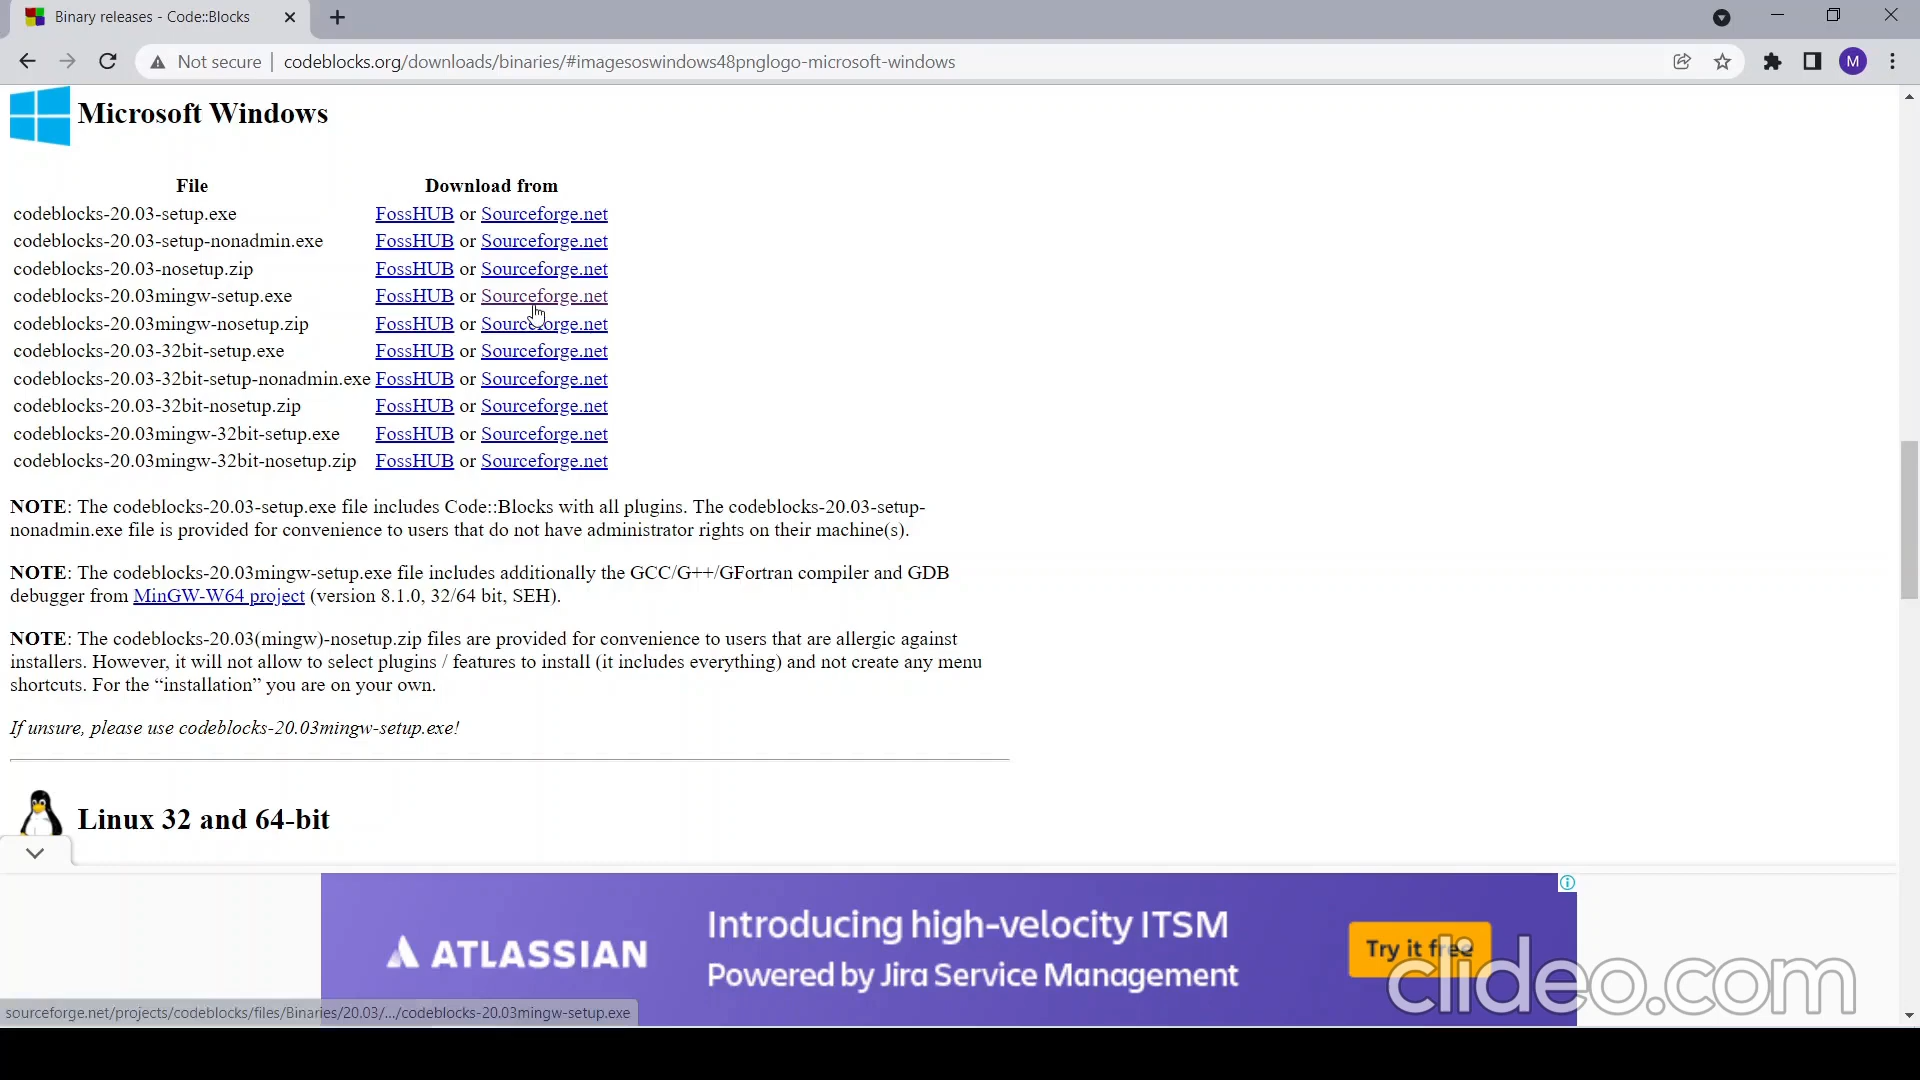 Binary releases - Code::Blocks
Not secure
codeblocks.org/downloads/binaries/#imagesoswindows48pnglogo-microsoft-windows
M
Microsoft Windows
File Download from
codeblocks-20.03-setup.exe FossHUB or Sourceforge.net
codeblocks-20.03-setup-nonadmin.exe FossHUB or Sourceforge.net
codeblocks-20.03-nosetup.zip FossHUB or Sourceforge.net
codeblocks-20.03mingw-setup.exe FossHUB or Sourceforge.net
codeblocks-20.03mingw-nosetup.zip FossHUB or Sourceforge.net
codeblocks-20.03-32bit-setup.exe FossHUB or Sourceforge.net
codeblocks-20.03-32bit-setup-nonadmin.exe FossHUB or Sourceforge.net
codeblocks-20.03-32bit-nosetup.zip FossHUB or Sourceforge.net
codeblocks-20.03mingw-32bit-setup.exe FossHUB or Sourceforge.net
codeblocks-20.03mingw-32bit-nosetup.zip FossHUB or Sourceforge.net
NOTE: The codeblocks-20.03-setup.exe file includes Code::Blocks with all plugins. The codeblocks-20.03-setup-
nonadmin.exe file is provided for convenience to users that do not have administrator rights on their machine(s).
NOTE: The codeblocks-20.03mingw-setup.exe file includes additionally the GCC/G++/GFortran compiler and GDB
debugger from MinGW-W64 project (version 8.1.0, 32/64 bit, SEH).
NOTE: The codeblocks-20.03(mingw)-nosetup.zip files are provided for convenience to users that are allergic against
installers. However, it will not allow to select plugins / features to install (it includes everything) and not create any menu
shortcuts. For the “installation” you are on your own.
If unsure, please use codeblocks-20.03mingw-setup.exe!
Linux 32 and 64-bit
ATLASSIAN
Introducing high-velocity ITSM
Powered by Jira Service Management
Try it free
clideo.com
sourceforge.net/projects/codeblocks/files/Binaries/20.03/.../codeblocks-20.03mingw-setup.exe